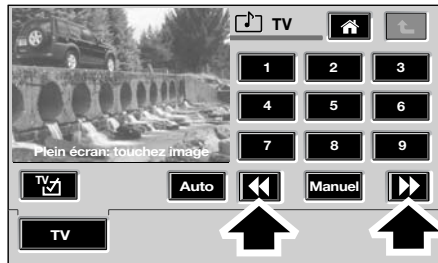 TV
1 2 3
4 5 6
7 8 9
Plein écran: touchez image
TV Auto Manuel
TV